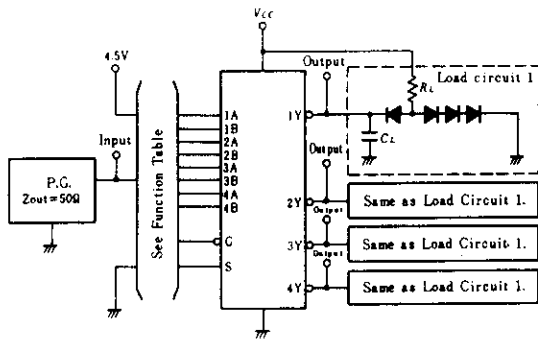 VCC
4.5V
Output
Load circuit 1
RL
1A
1B
2A
2B
3A
3B
4A
4B
G
S
1Y
CL
Input
P.G.
Zout=50Ω
See Function Table
Output
2Y
Same as Load Circuit 1.
Output
3Y
Same as Load Circuit 1.
Output
4Y
Same as Load Circuit 1.